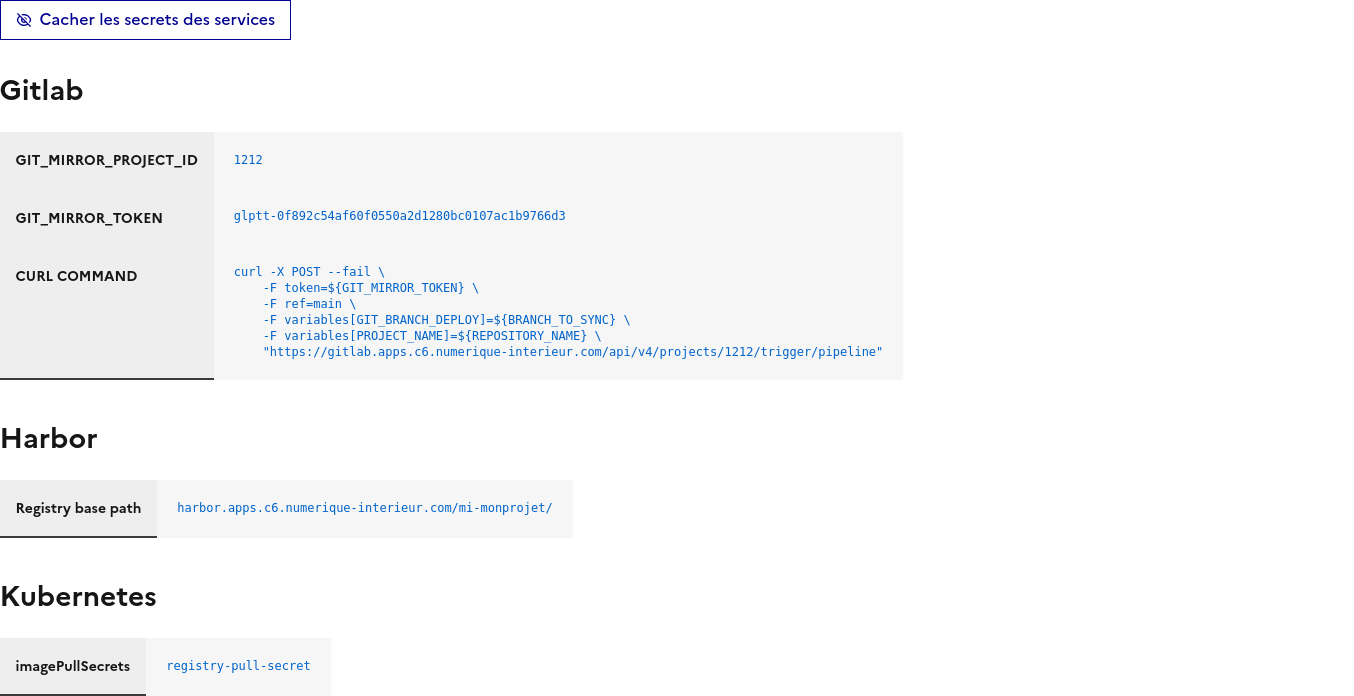 Cacher les secrets des services
Gitlab
GIT_MIRROR_PROJECT_ID 1212
GIT_MIRROR_TOKEN glptt-0f892c54af60f0550a2d1280bc0107ac1b9766d3
CURL COMMAND curl -X POST --fail \
-F token=${GIT_MIRROR_TOKEN} \
-F ref=main \
-F variables[GIT_BRANCH_DEPLOY]=${BRANCH_TO_SYNC} \
-F variables[PROJECT_NAME]=${REPOSITORY_NAME} \
"https://gitlab.apps.c6.numerique-interieur.com/api/v4/projects/1212/trigger/pipeline"
Harbor
Registry base path harbor.apps.c6.numerique-interieur.com/mi-monprojet/
Kubernetes
imagePullSecrets registry-pull-secret